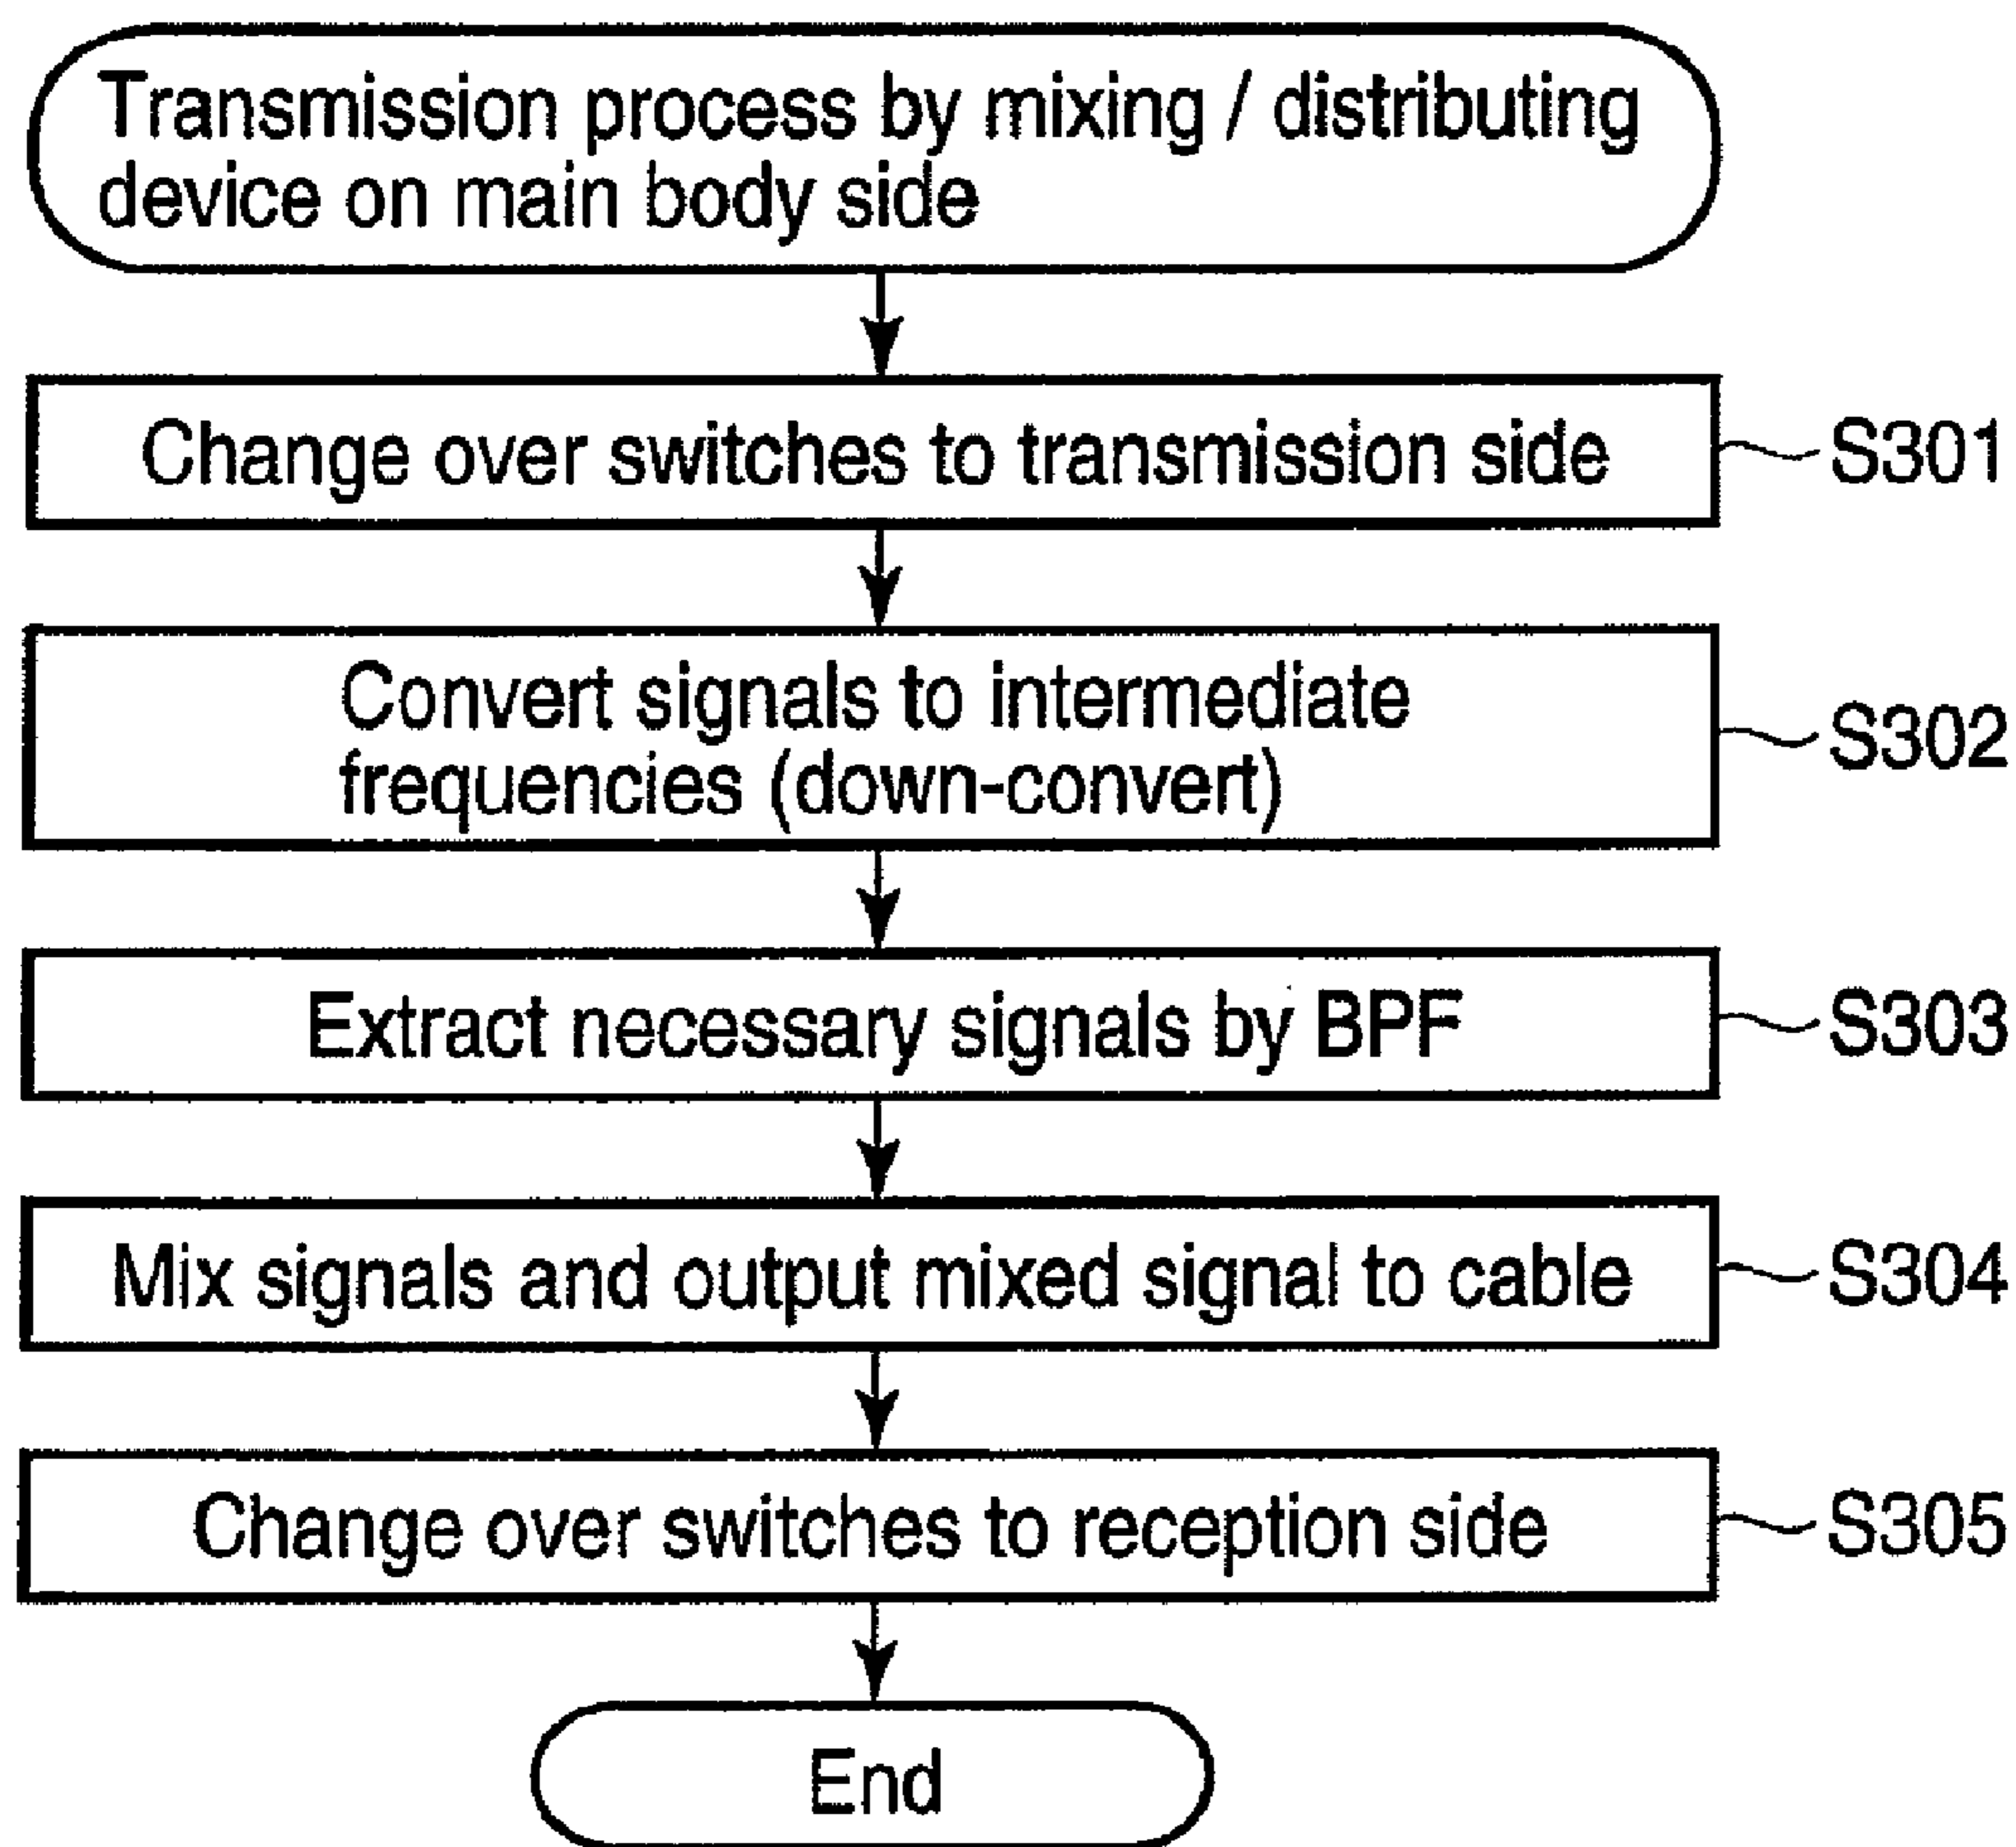 Transmission process by mixing / distributing
device on main body side
Change over switches to transmission side
S301
Convert signals to intermediate
frequencies (down-convert)
S302
Extract necessary signals by BPF
S303
Mix signals and output mixed signal to cable
S304
Change over switches to reception side
S305
End